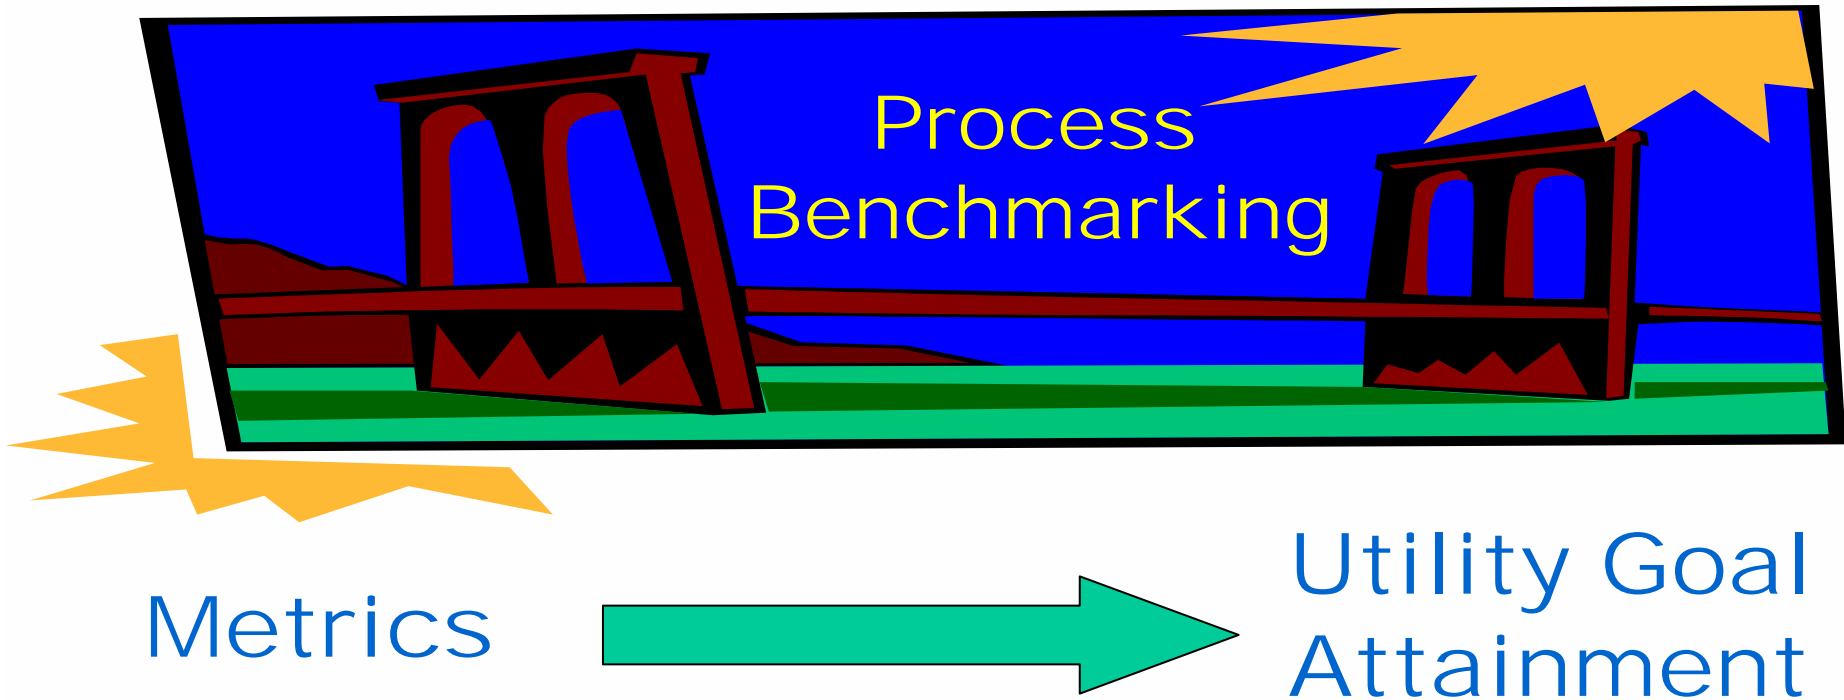 Process
Benchmarking
Metrics
Utility Goal
Attainment